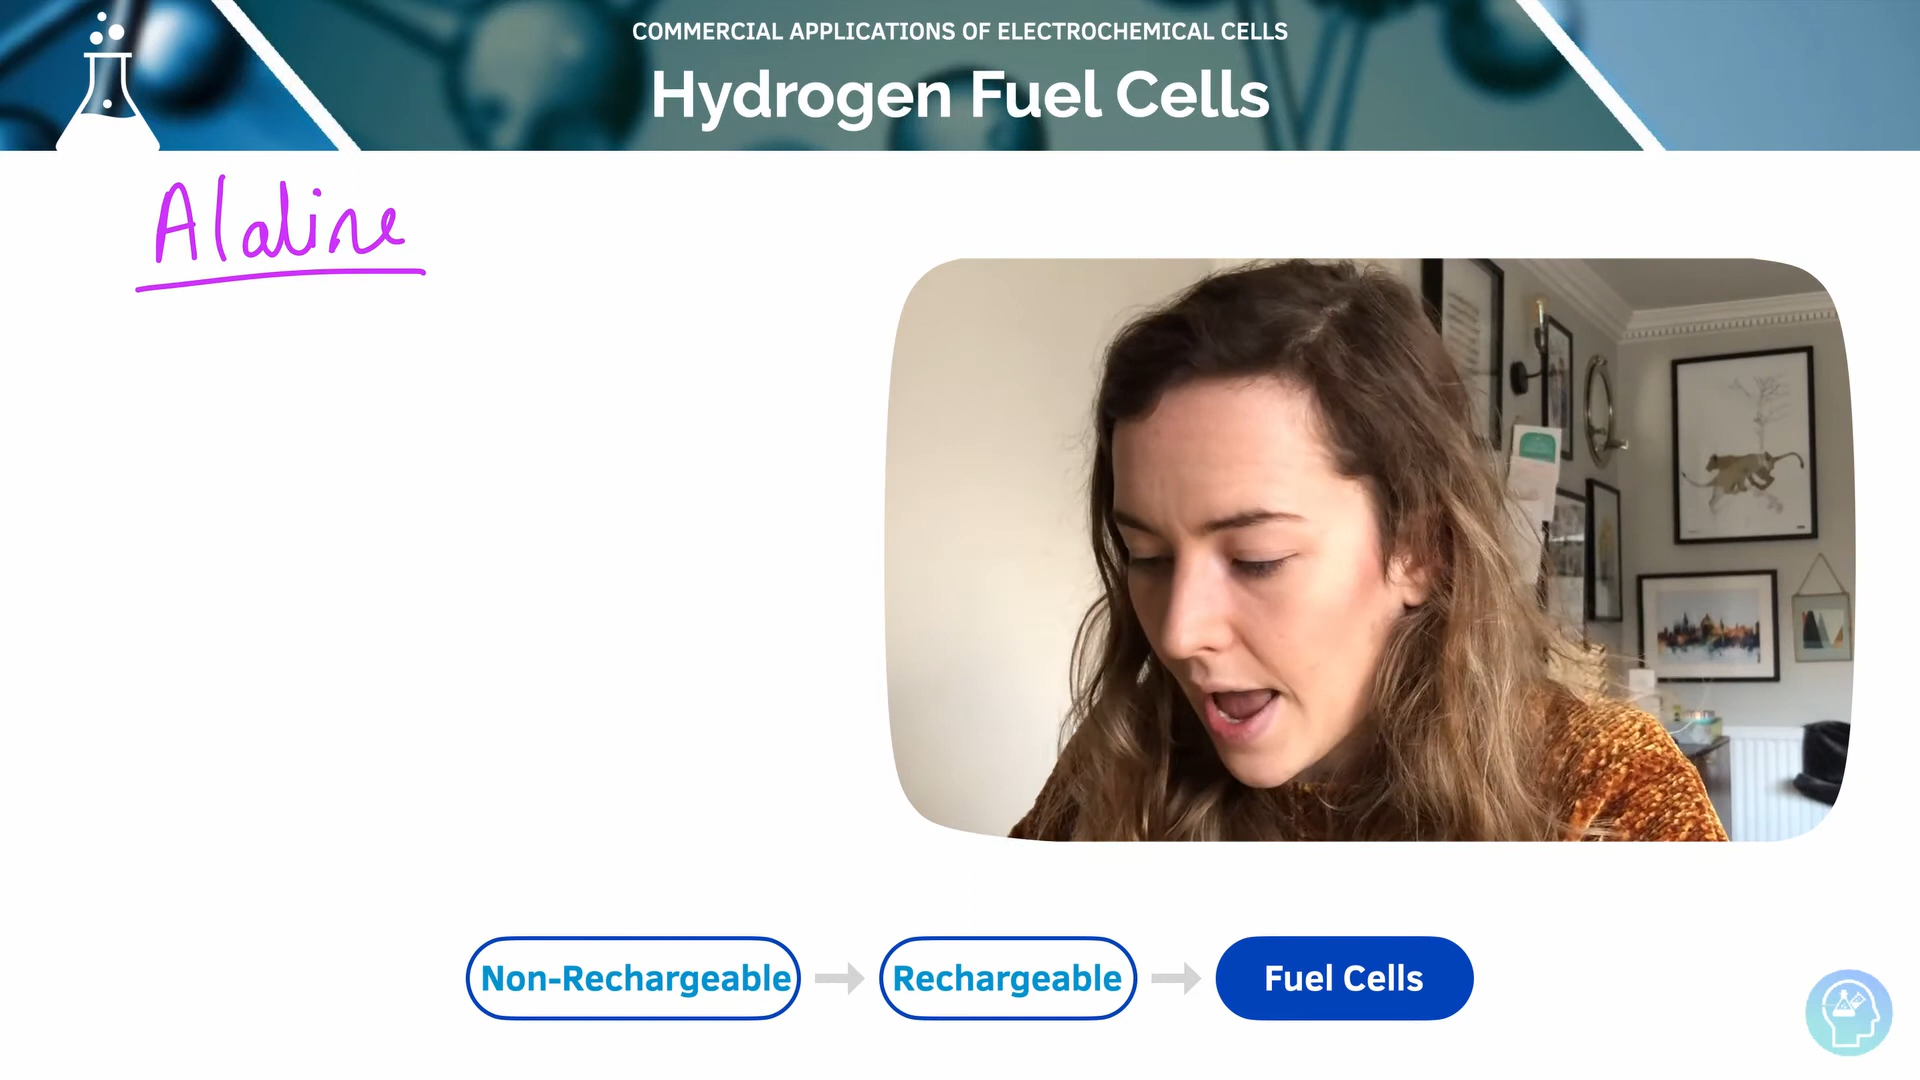 COMMERCIAL APPLICATIONS OF ELECTROCHEMICAL CELLS
Hydrogen Fuel Cells
Alaline
Non-Rechargeable
Rechargeable
Fuel Cells